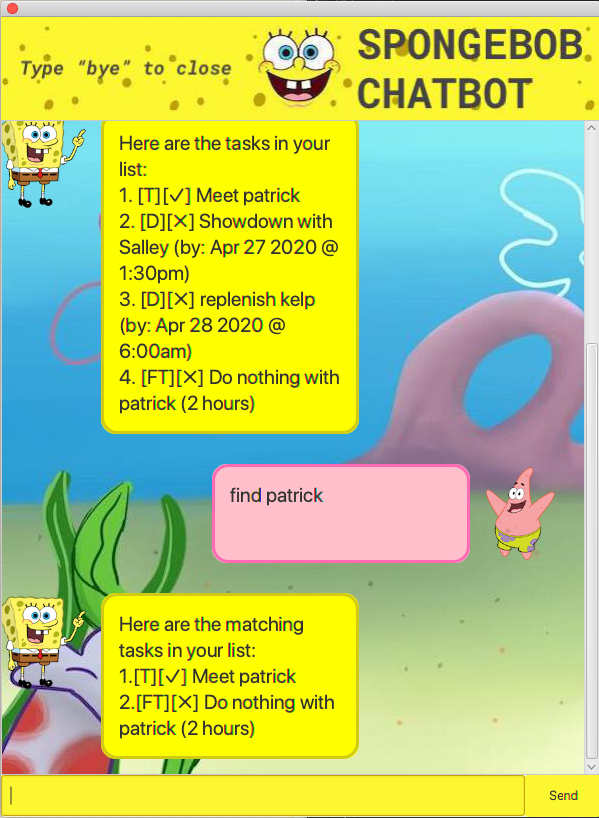 Type “bye” to close
SPONGEBOB
CHATBOT
Here are the tasks in your
list:
1. [T][✓] Meet patrick
2. [D][✕] Showdown with
Salley (by: Apr 27 2020 @
1:30pm)
3. [D][✕] replenish kelp
(by: Apr 28 2020 @
6:00am)
4. [FT][✕] Do nothing with
patrick (2 hours)
find patrick
Here are the matching
tasks in your list:
1.[T][✓] Meet patrick
2.[FT][✕] Do nothing with
patrick (2 hours)
Send